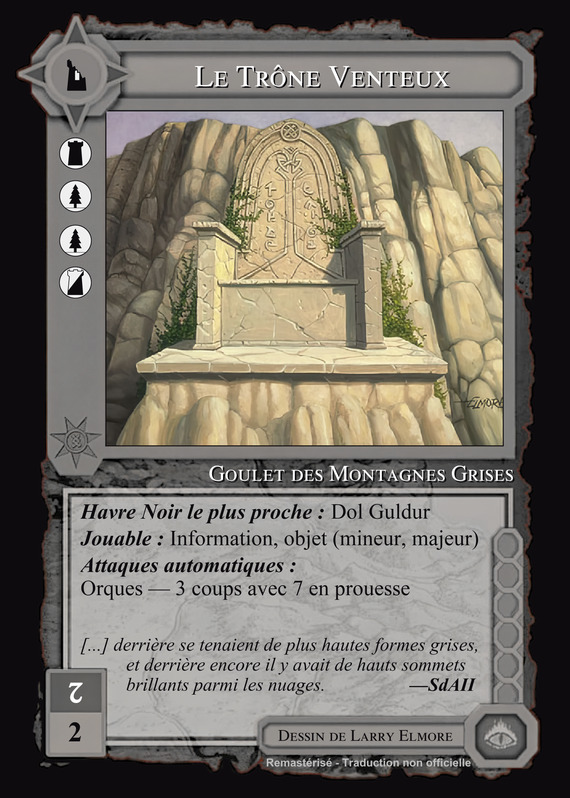 Le Trône Venteux
ELMORE
Goulet des Montagnes Grises
Havre Noir le plus proche : Dol Guldur
Jouable : Information, objet (mineur, majeur)
Attaques automatiques :
Orques — 3 coups avec 7 en prouesse
[...] derrière se tenaient de plus hautes formes grises,
et derrière encore il y avait de hauts sommets
brillants parmi les nuages. —SdAII
2
2
Dessin de Larry Elmore
Remastérisé - Traduction non officielle